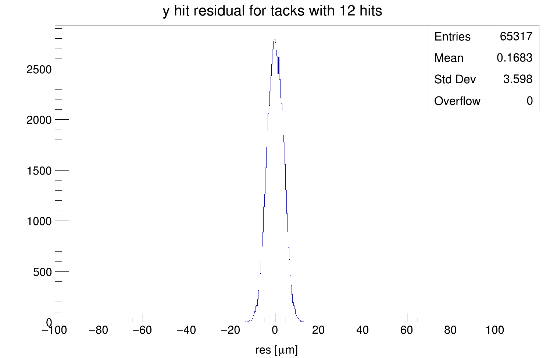 y hit residual for tacks with 12 hits
Entries 65317
Mean 0.1683
Std Dev 3.598
Overflow 0
2500
2000
1500
1000
500
0
−100 −80 −60 −40 −20 0 20 40 60 80 100
res [μm]